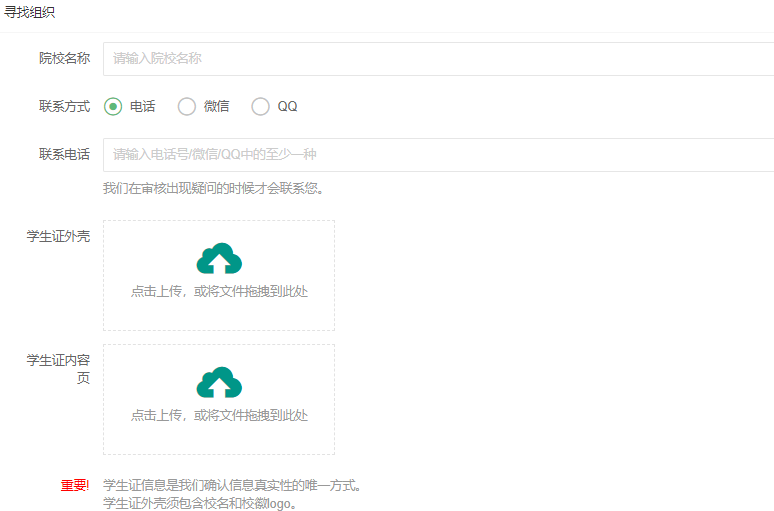 寻找组织
院校名称 请输入院校名称
联系方式 电话 微信 QQ
联系电话 请输入电话号/微信/QQ中的至少一种
我们在审核出现疑问的时候才会联系您。
学生证外壳
点击上传，或将文件拖拽到此处
学生证内容
页
点击上传，或将文件拖拽到此处
重要! 学生证信息是我们确认信息真实性的唯一方式。
学生证外壳须包含校名和校徽logo。